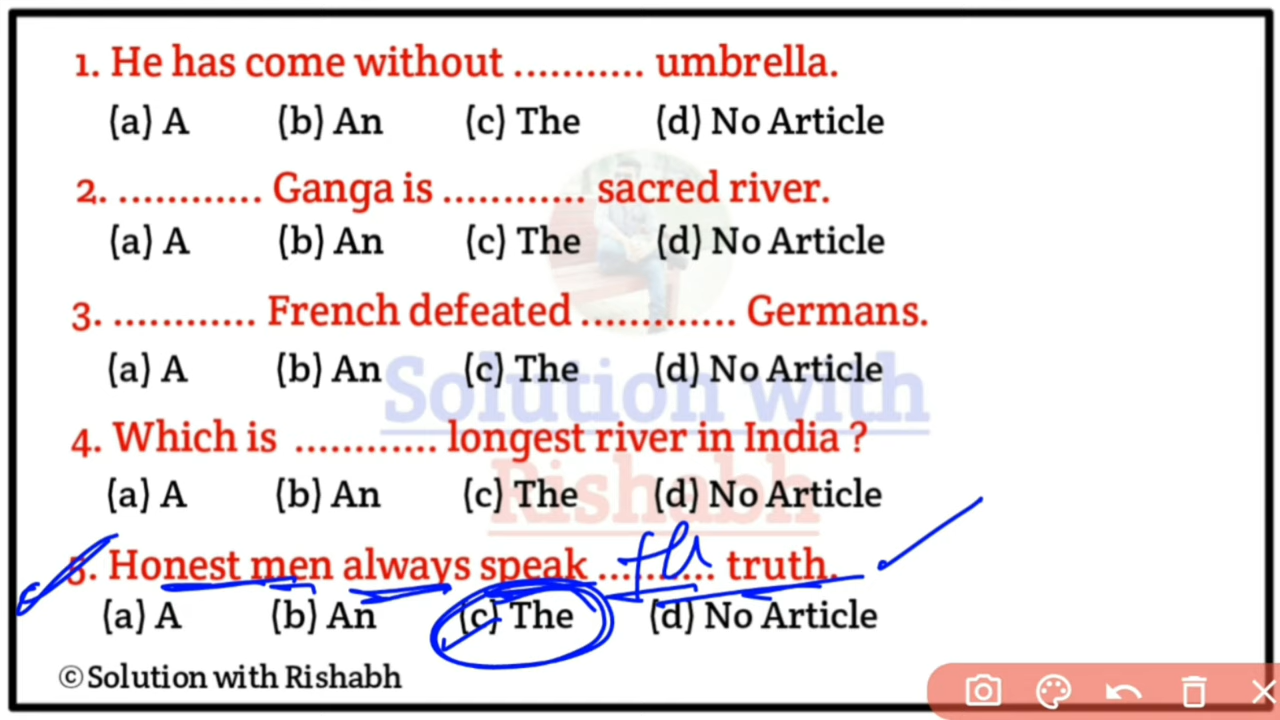 1. He has come without ........... umbrella.
(a) A (b) An (c) The (d) No Article
2. ............ Ganga is ............ sacred river.
(a) A (b) An (c) The (d) No Article
3. ............ French defeated ............. Germans.
(a) A (b) An (c) The (d) No Article
Solution with
4. Which is ............ longest river in India ?
Rishabh
(a) A (b) An (c) The (d) No Article
5. Honest men always speak .......... truth.
(a) A (b) An (c) The (d) No Article
© Solution with Rishabh